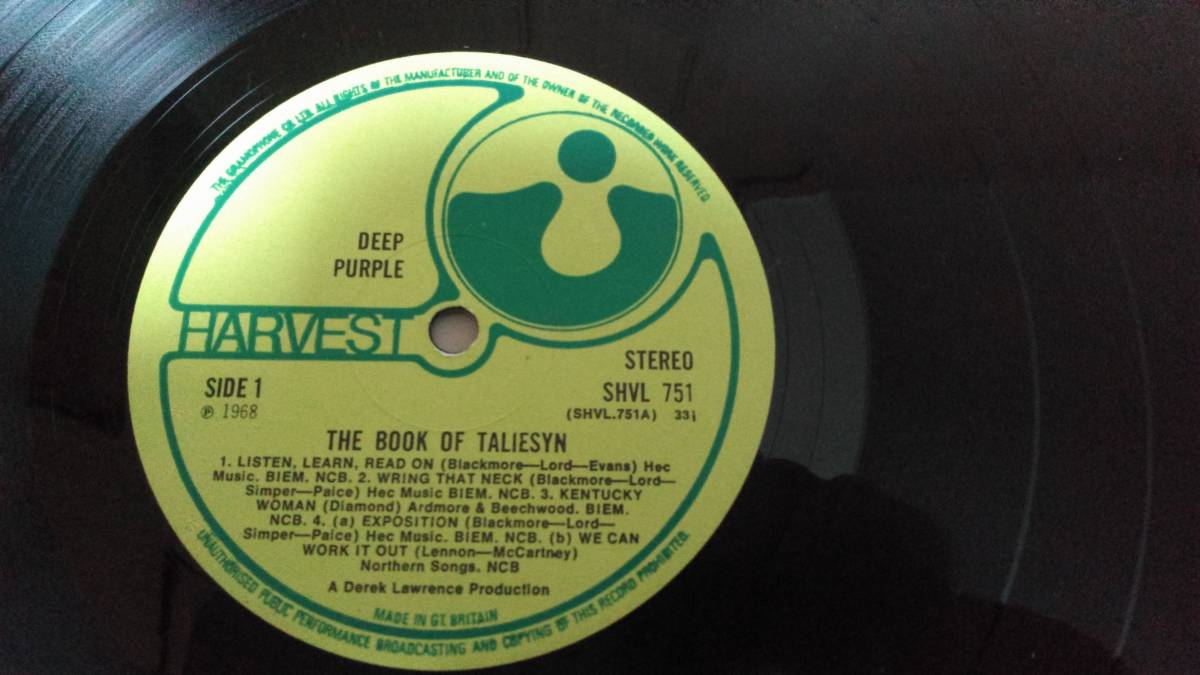 THE GRAMOPHONE CO. LTD. ALL RIGHTS OF THE MANUFACTURER AND OF THE OWNER OF THE RECORDED WORK RESERVED
DEEP
PURPLE
HARVEST
STEREO
SIDE 1
SHVL 751
℗ 1968
(SHVL.751A) 33⅓
THE BOOK OF TALIESYN
1. LISTEN, LEARN, READ ON (Blackmore—Lord—Evans) Hec
Music. BIEM. NCB. 2. WRING THAT NECK (Blackmore—Lord—
Simper—Paice) Hec Music BIEM. NCB. 3. KENTUCKY
WOMAN (Diamond) Ardmore & Beechwood. BIEM.
NCB. 4. (a) EXPOSITION (Blackmore—Lord—
Simper—Paice) Hec Music. BIEM. NCB. (b) WE CAN
WORK IT OUT (Lennon—McCartney)
Northern Songs. NCB
A Derek Lawrence Production
MADE IN GT. BRITAIN
UNAUTHORISED PUBLIC PERFORMANCE BROADCASTING AND COPYING OF THIS RECORD PROHIBITED.